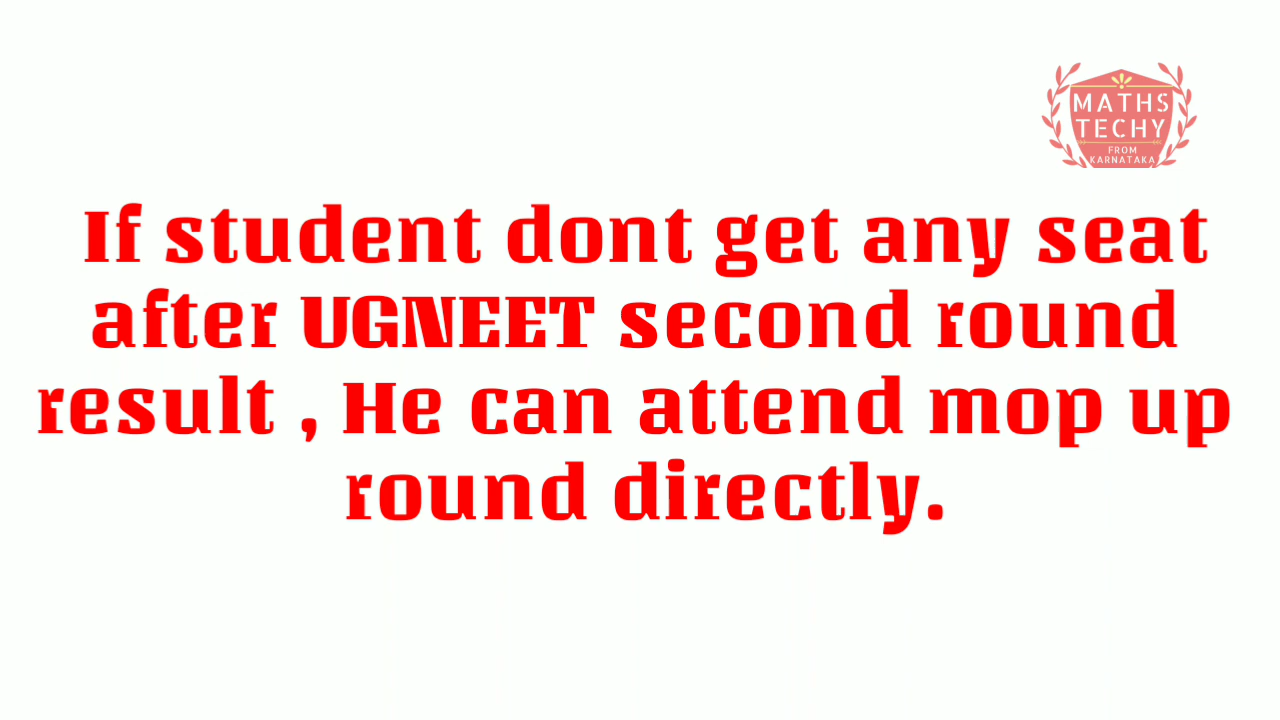 MATHS
TECHY
FROM
KARNATAKA
If student dont get any seat
after UGNEET second round
result , He can attend mop up
round directly.